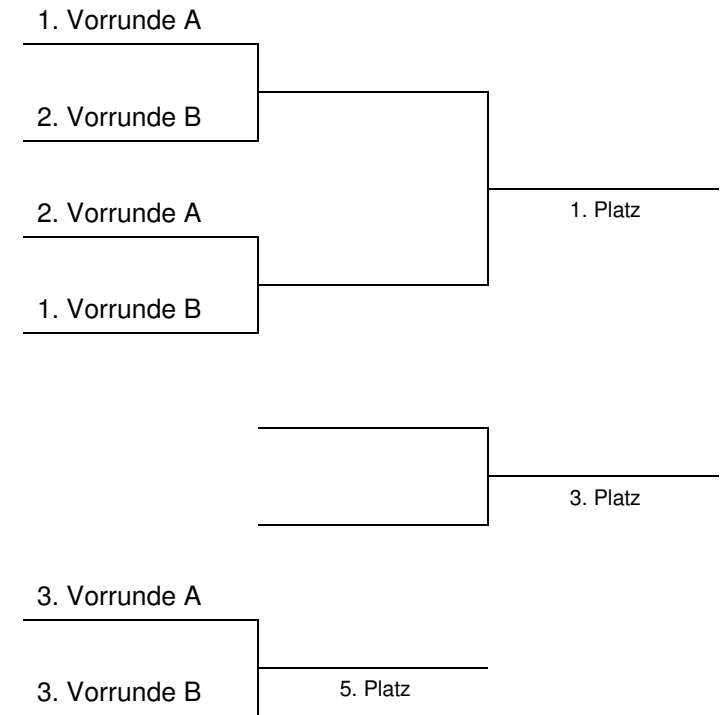 1. Vorrunde A
2. Vorrunde B
2. Vorrunde A
1. Platz
1. Vorrunde B
3. Platz
3. Vorrunde A
3. Vorrunde B
5. Platz